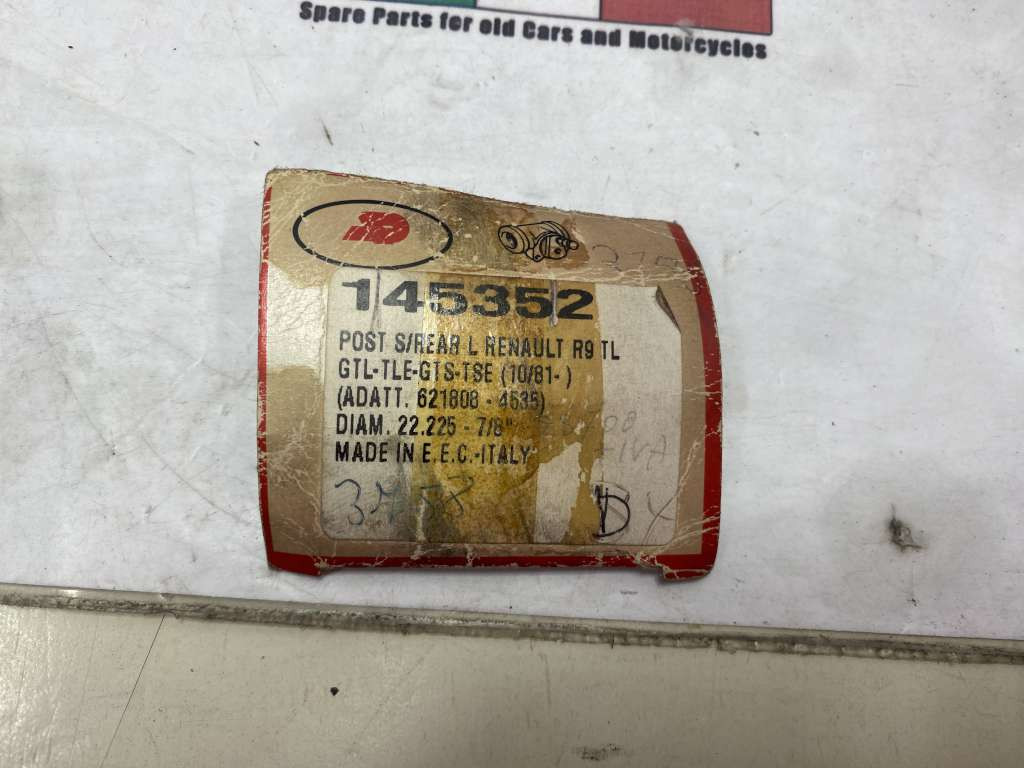 Spare Parts for old Cars and Motorcycles
145352
POST S/REAR L RENAULT R9 TL
GTL-TLE-GTS-TSE (10/81- )
(ADATT. 621808 - 4535)
DIAM. 22.225 - 7/8"
MADE IN E.E.C.-ITALY
D X